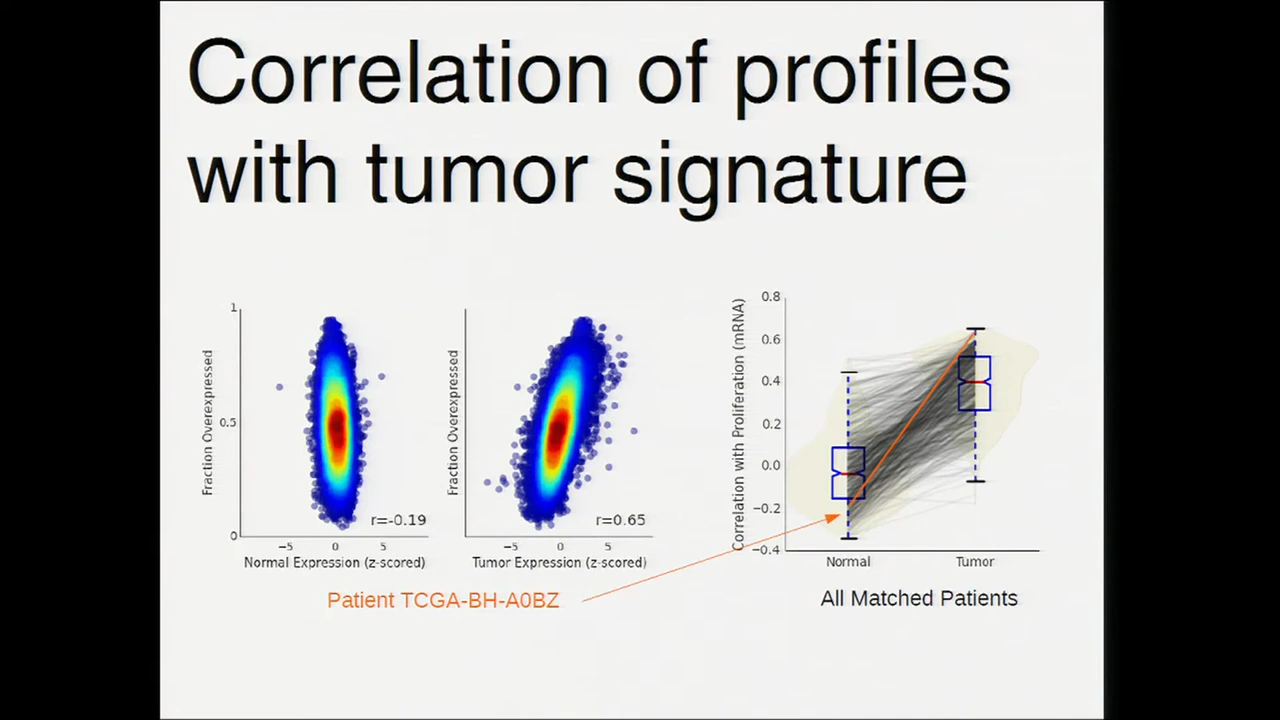 Correlation of profiles
with tumor signature
Fraction Overexpressed
1
0.5
0
r=-0.19
−5 0 5
Normal Expression (z-scored)
Fraction Overexpressed
r=0.65
−5 0 5
Tumor Expression (z-scored)
Correlation with Proliferation (mRNA)
0.8
0.6
0.4
0.2
0.0
−0.2
−0.4
Normal Tumor
Patient TCGA-BH-A0BZ
All Matched Patients